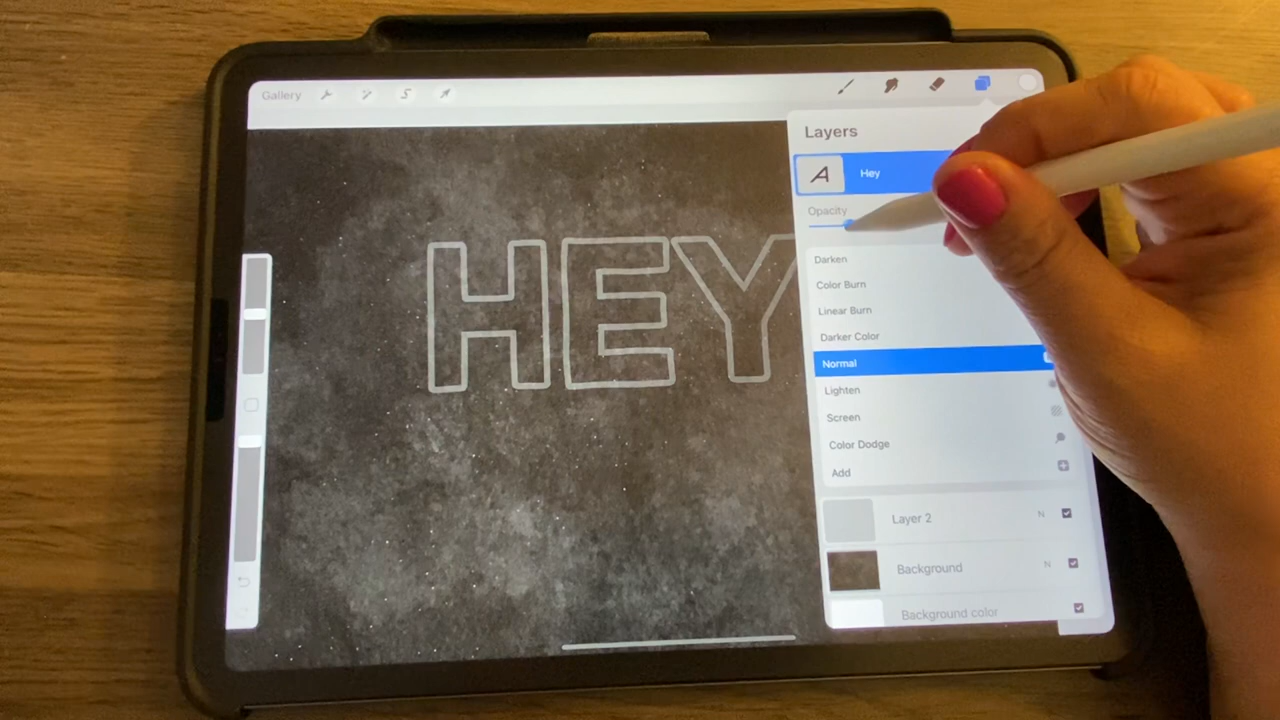 Gallery
Layers
Hey
Opacity
HEY
Darken
Color Burn
Linear Burn
Darker Color
Normal
Lighten
Screen
Color Dodge
Add
Layer 2 N
Background N
Background color